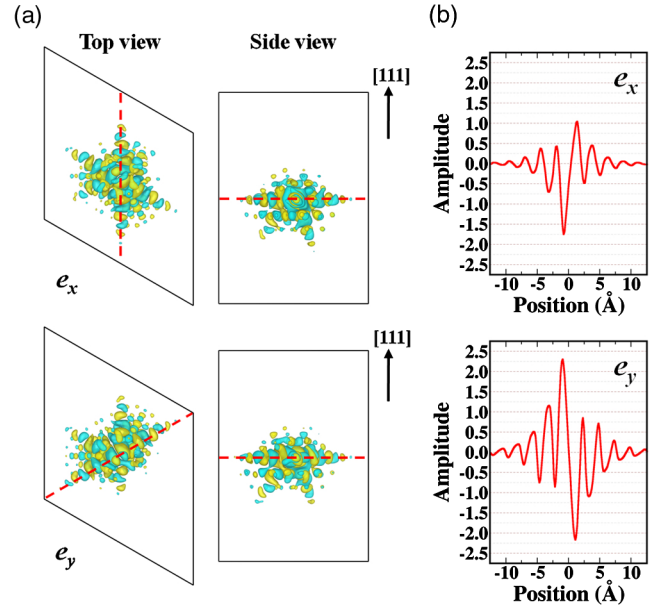 (a)
Top view
Side view
[111]
e_x
[111]
e_y
(b)
e_x
2.5
2.0
1.5
1.0
0.5
0.0
-0.5
-1.0
-1.5
-2.0
-2.5
Amplitude
-10 -5 0 5 10
Position (Å)
e_y
2.5
2.0
1.5
1.0
0.5
0.0
-0.5
-1.0
-1.5
-2.0
-2.5
Amplitude
-10 -5 0 5 10
Position (Å)